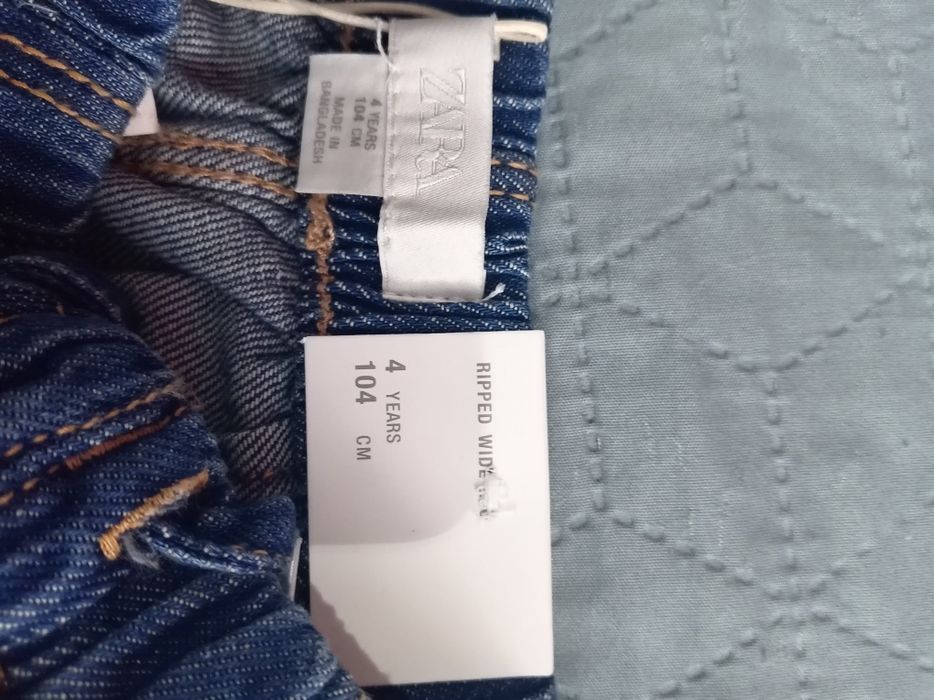 ZARA
4 YEARS
104 CM
MADE IN
BANGLADESH
RIPPED WIDE
4 YEARS
104 CM